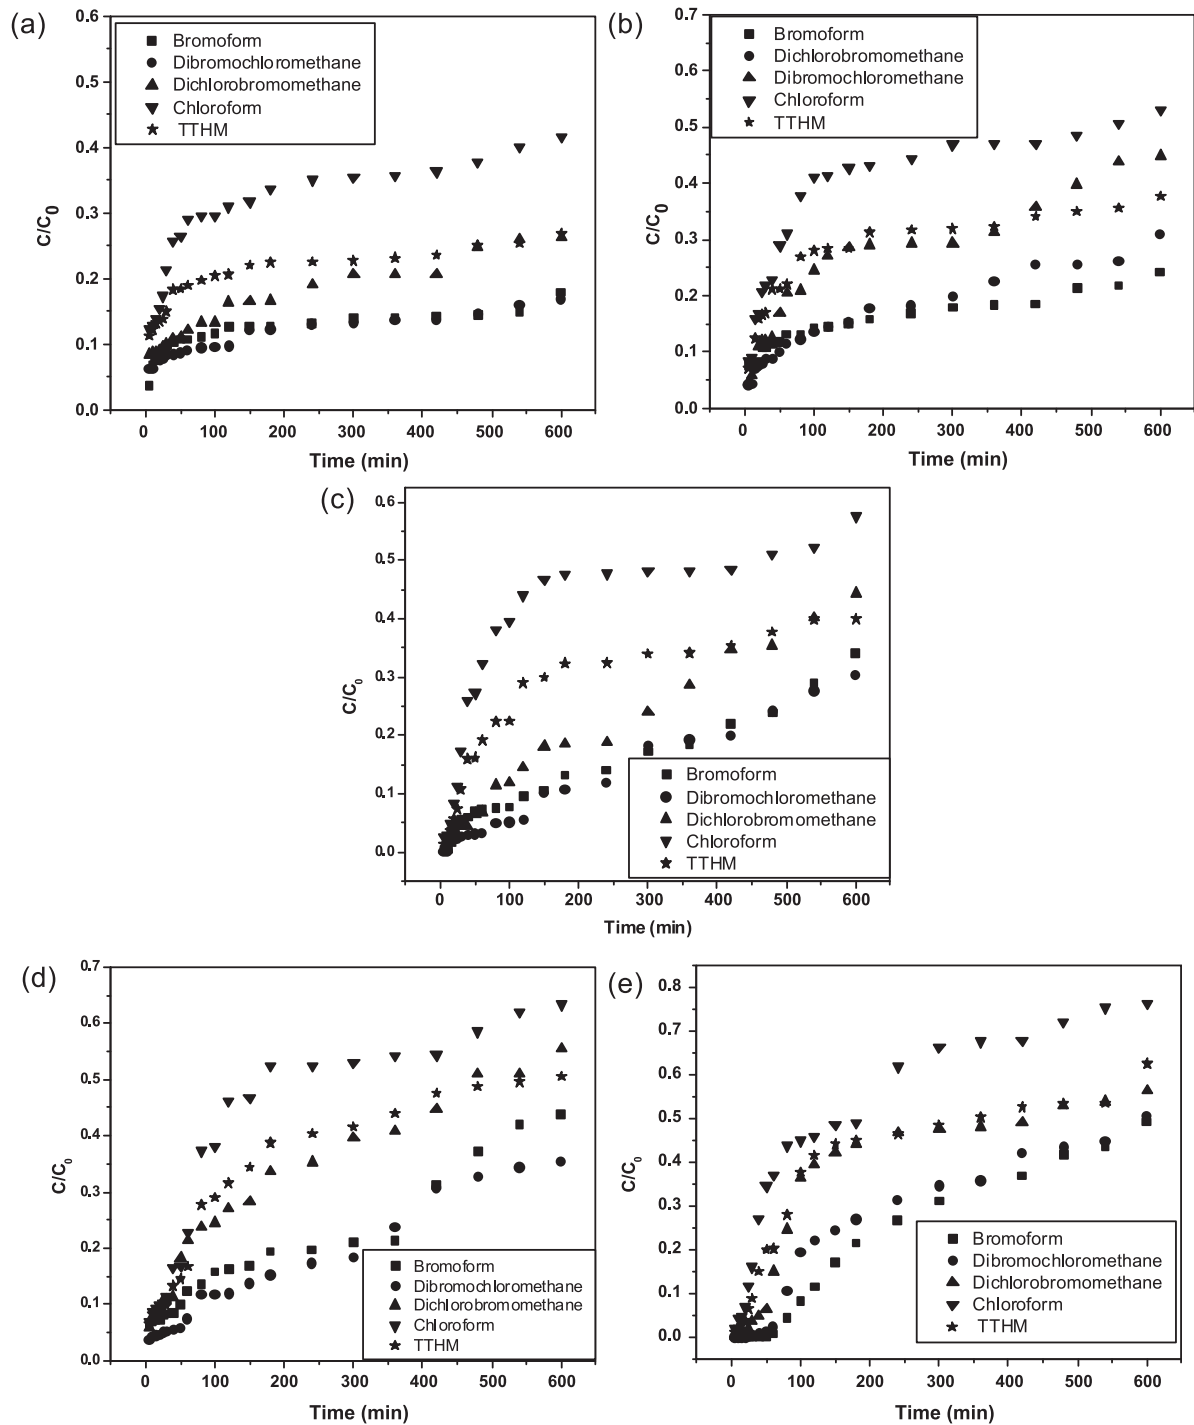 (a)
0.6
0.5
0.4
0.3
0.2
0.1
0.0
C/C0
Bromoform
Dibromochloromethane
Dichlorobromomethane
Chloroform
TTHM
0 100 200 300 400 500 600
Time (min)
(b)
0.7
0.6
0.5
0.4
0.3
0.2
0.1
0.0
C/C0
Bromoform
Dichlorobromomethane
Dibromochloromethane
Chloroform
TTHM
0 100 200 300 400 500 600
Time (min)
(c)
0.6
0.5
0.4
0.3
0.2
0.1
0.0
C/C0
Bromoform
Dibromochloromethane
Dichlorobromomethane
Chloroform
TTHM
0 100 200 300 400 500 600
Time (min)
(d)
0.7
0.6
0.5
0.4
0.3
0.2
0.1
0.0
C/C0
Bromoform
Dibromochloromethane
Dichlorobromomethane
Chloroform
TTHM
0 100 200 300 400 500 600
Time (min)
(e)
0.8
0.7
0.6
0.5
0.4
0.3
0.2
0.1
0.0
C/C0
Bromoform
Dibromochloromethane
Dichlorobromomethane
Chloroform
TTHM
0 100 200 300 400 500 600
Time (min)